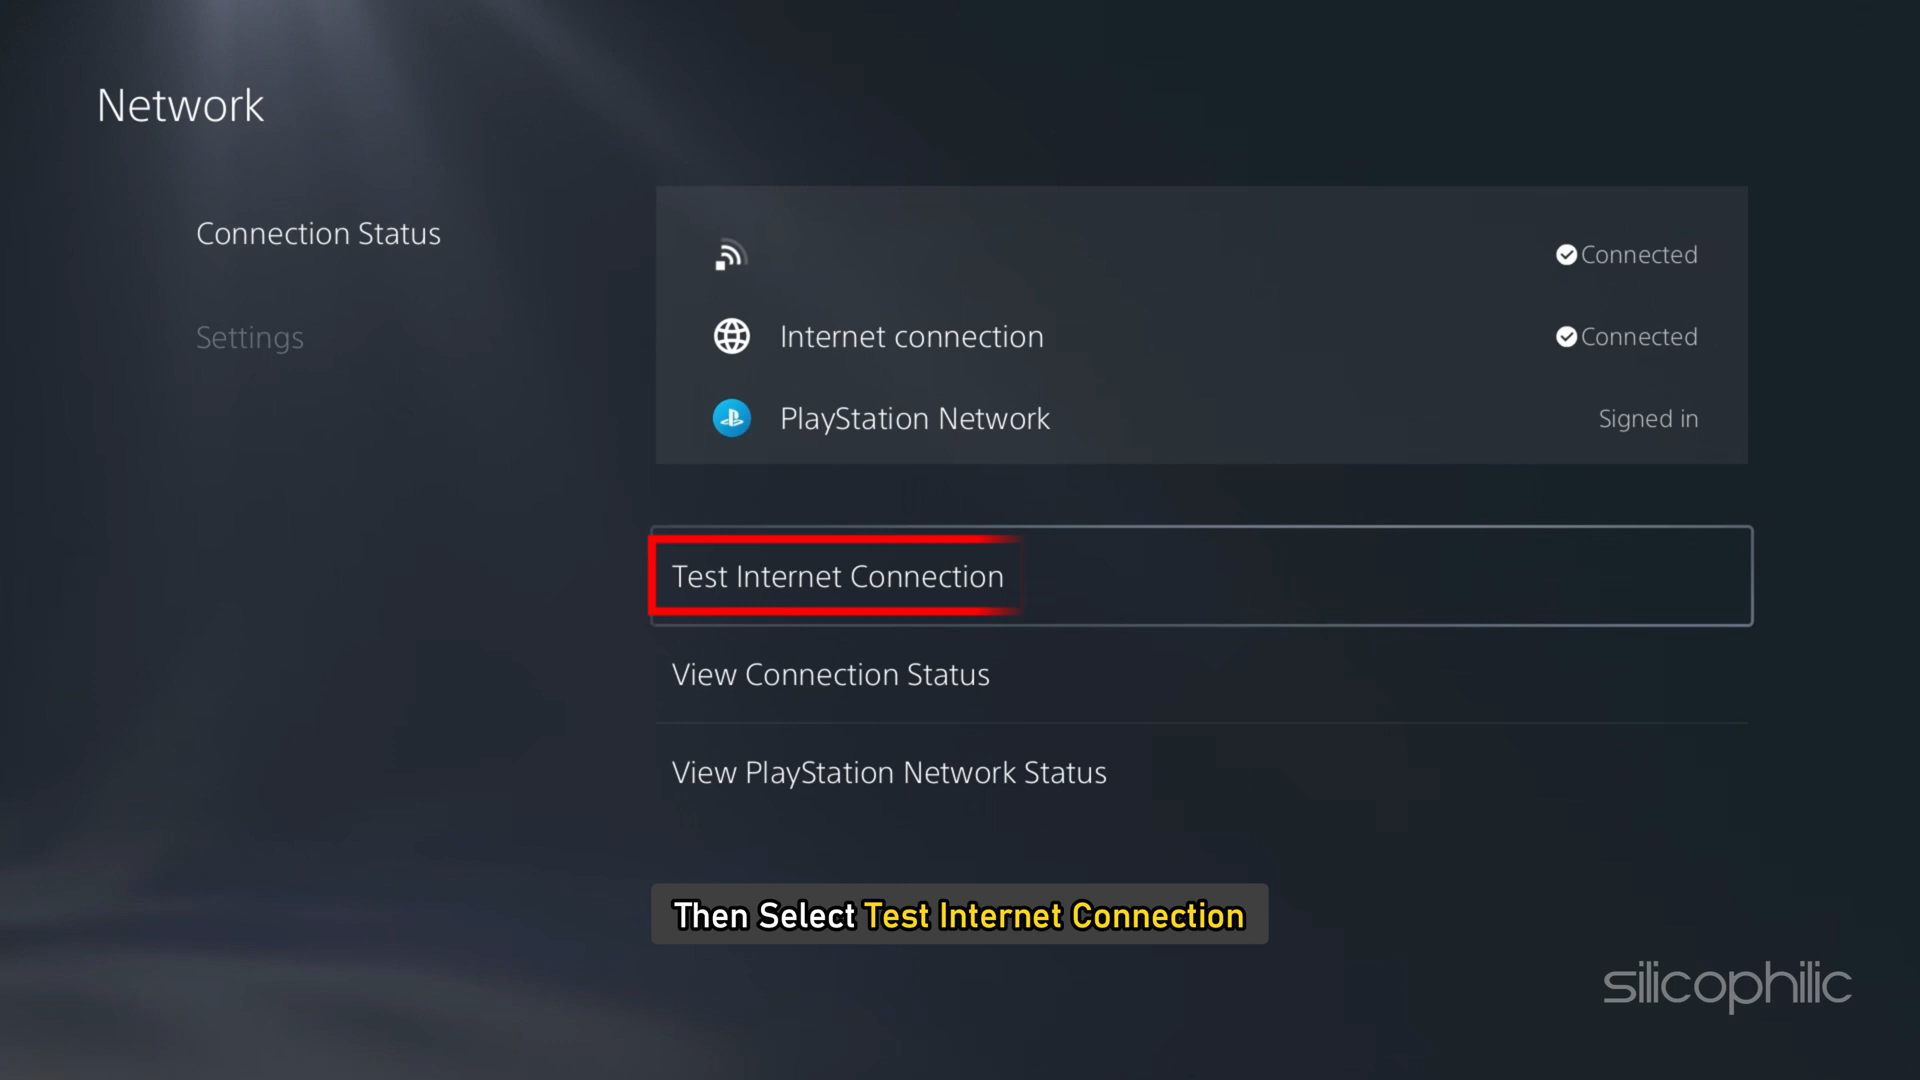 Network
Connection Status
Settings
Connected
Internet connection
Connected
PlayStation Network
Signed in
Test Internet Connection
View Connection Status
View PlayStation Network Status
Then Select Test Internet Connection
silicophilic